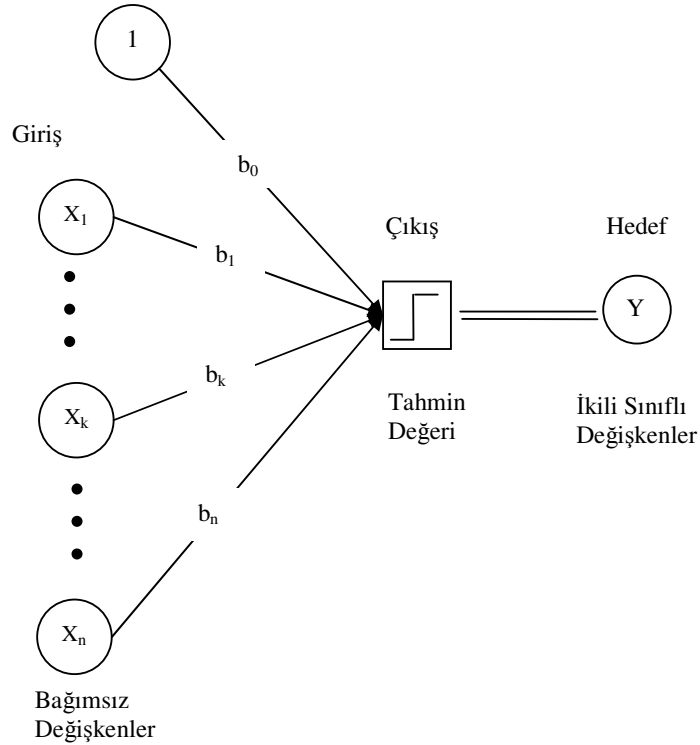 1
Giriş
b₀
X₁
b₁
Çıkış
Hedef
Y
bₖ
Xₖ
Tahmin
Değeri
İkili Sınıflı
Değişkenler
bₙ
Xₙ
Bağımsız
Değişkenler